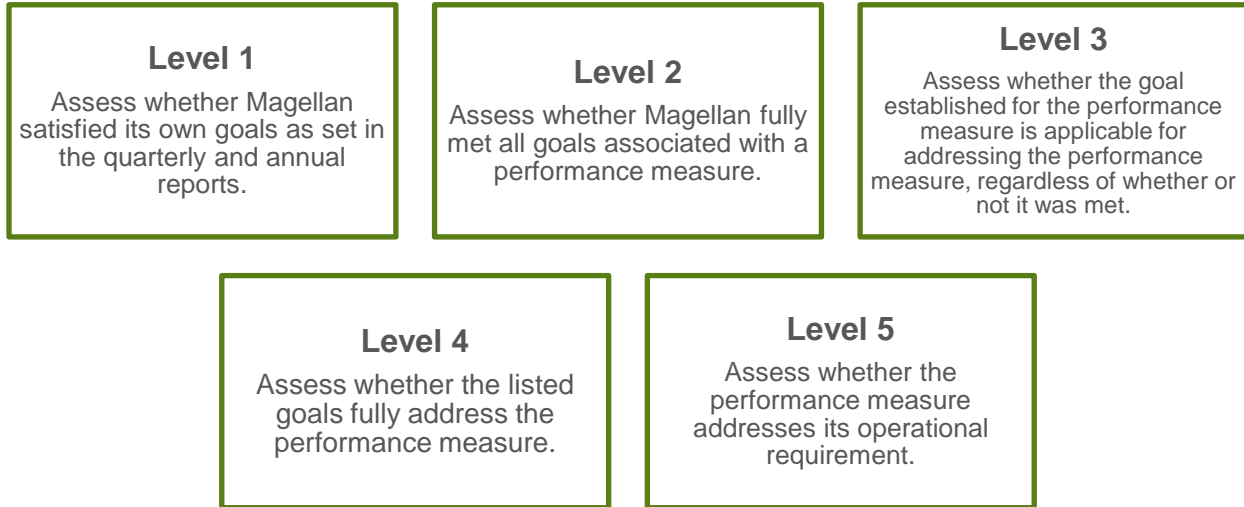 Level 1
Assess whether Magellan
satisfied its own goals as set in
the quarterly and annual
reports.
Level 2
Assess whether Magellan fully
met all goals associated with a
performance measure.
Level 3
Assess whether the goal
established for the performance
measure is applicable for
addressing the performance
measure, regardless of whether or
not it was met.
Level 4
Assess whether the listed
goals fully address the
performance measure.
Level 5
Assess whether the
performance measure
addresses its operational
requirement.